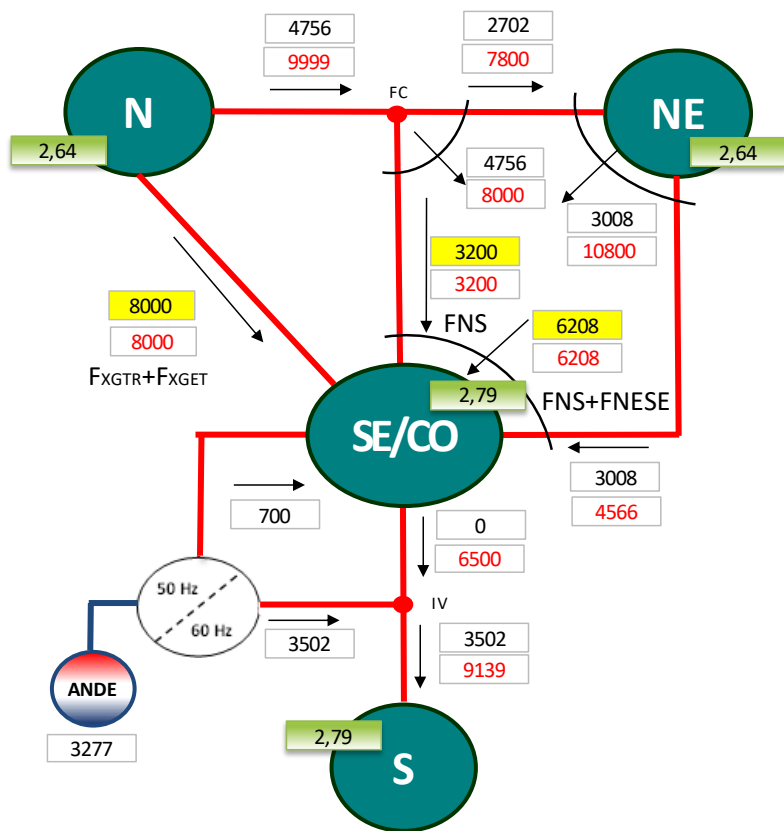 4756
9999
2702
7800
FC
N
2,64
NE
2,64
4756
8000
3008
10800
3200
3200
FNS
8000
8000
FXGTR+FXGET
6208
6208
2,79
FNS+FNESE
SE/CO
3008
4566
700
0
6500
50 Hz
60 Hz
IV
3502
3502
9139
ANDE
3277
2,79
S